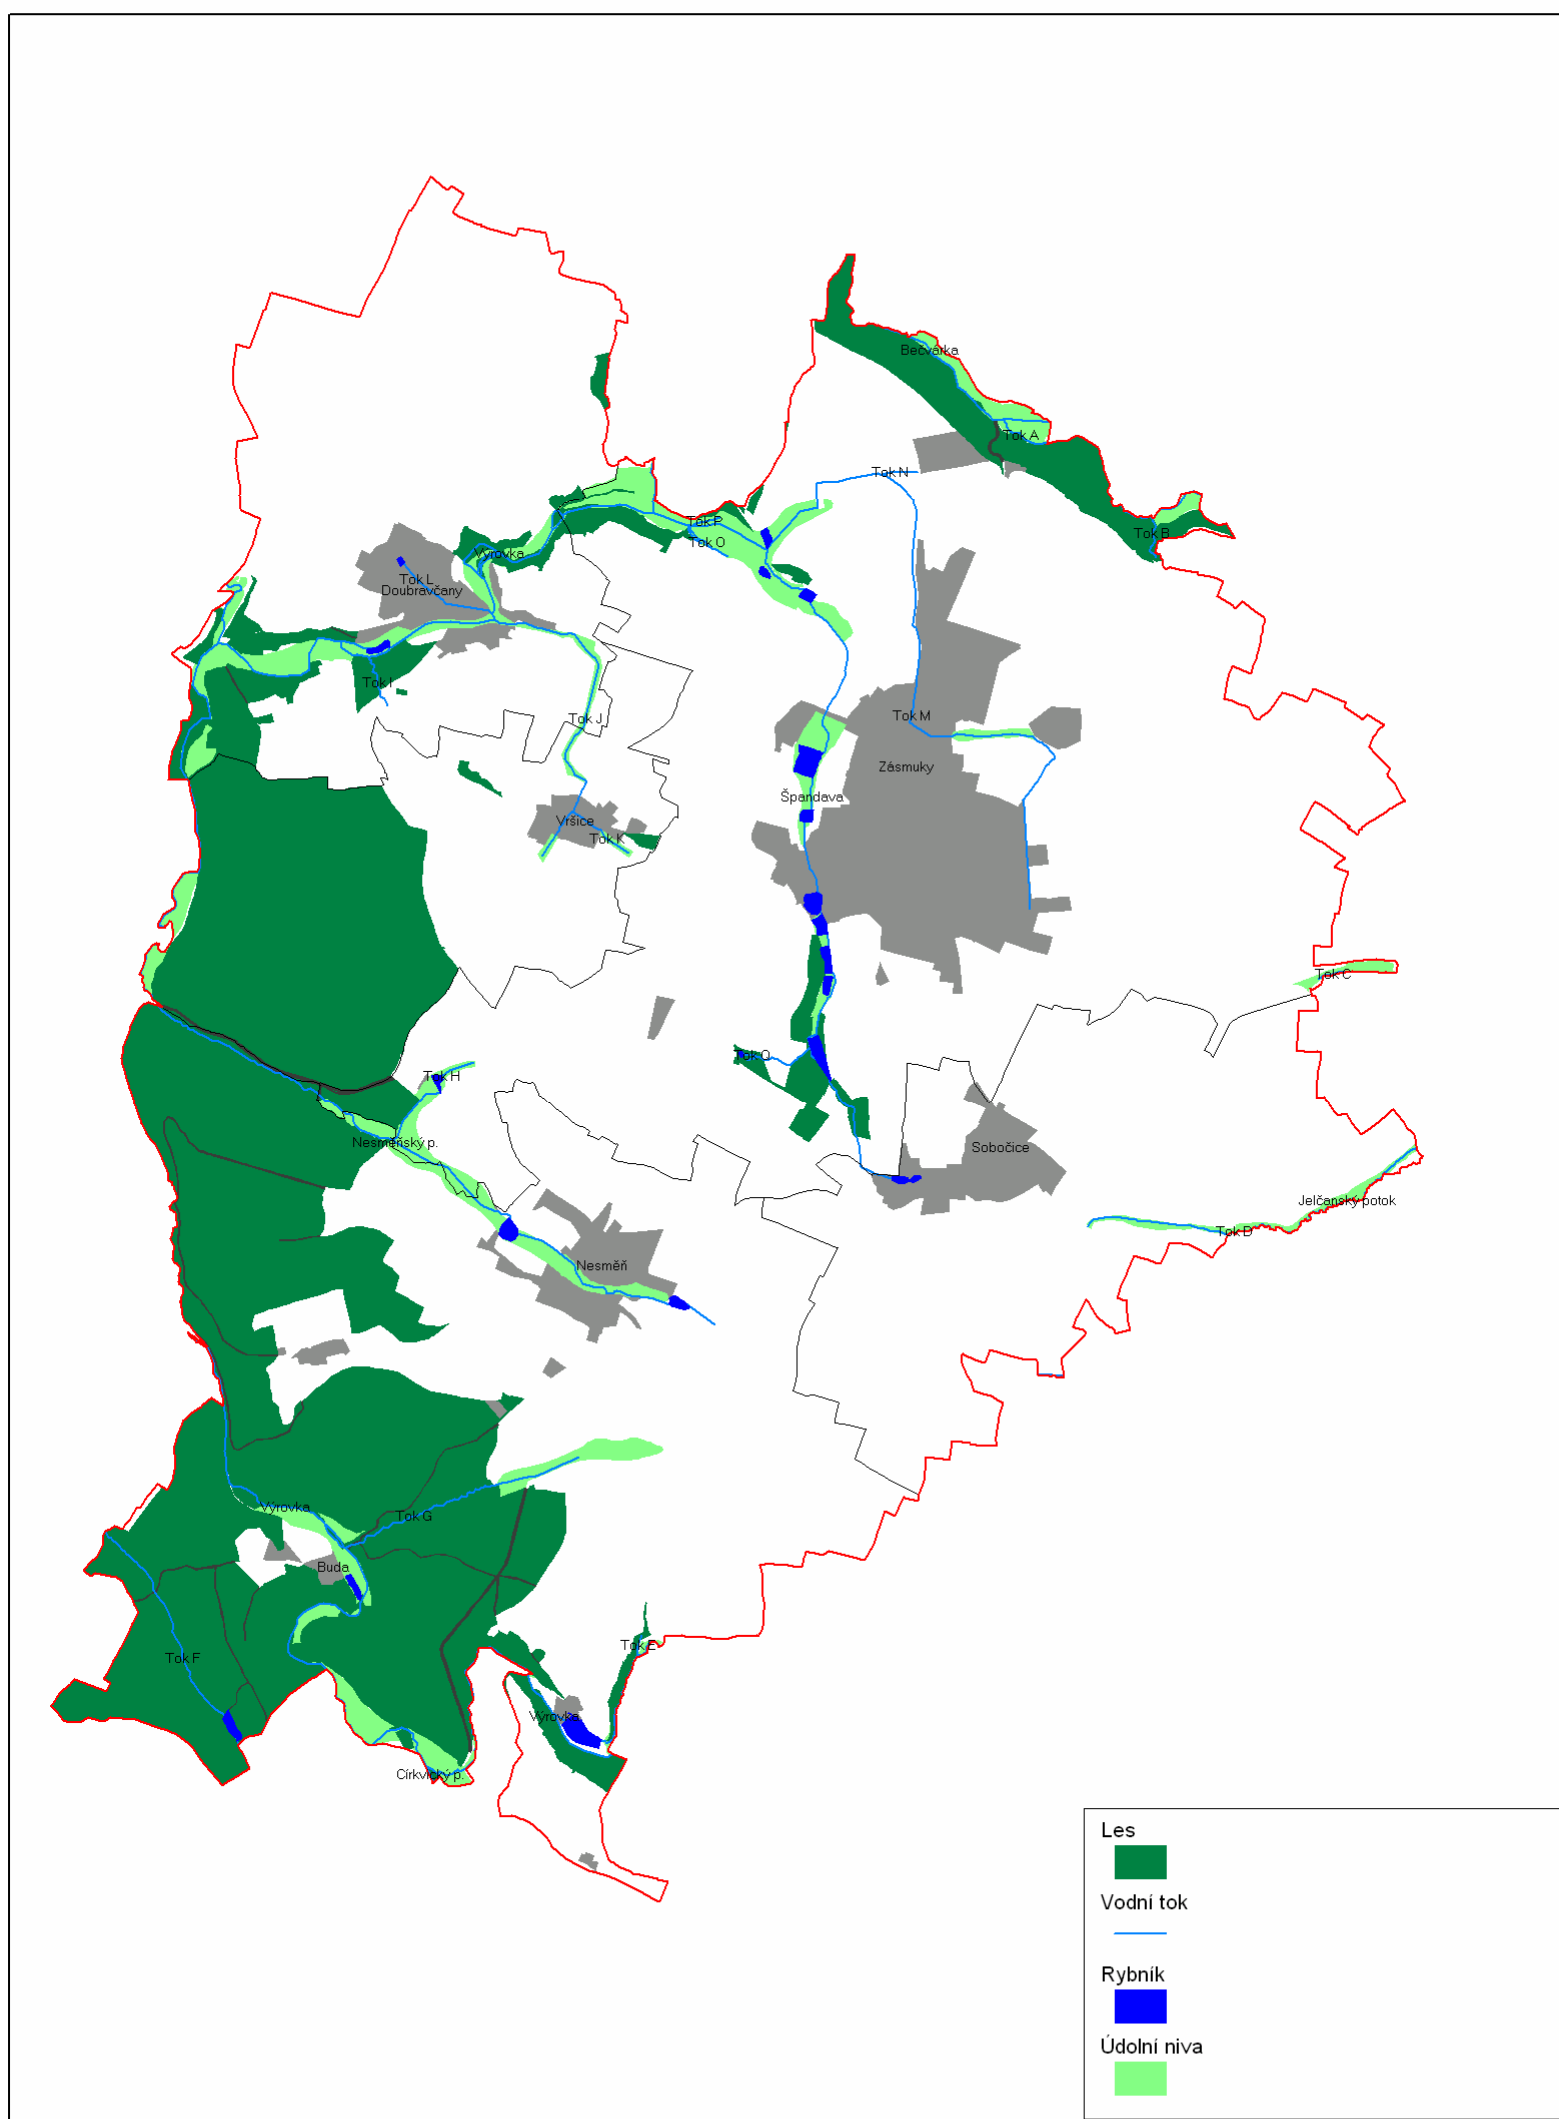 Bečvárka
Tok A
Tok N
Tok P
Tok B
Tok O
Výrovka
Tok L
Doubravčany
Tok I
Tok J
Tok M
Zásmuky
Špandava
Vršice
Tok K
Tok C
Tok Q
Tok H
Nesměňský p.
Sobočice
Jelčanský potok
Tok D
Nesměň
Výrovka
Tok G
Buda
Tok E
Tok F
Výrovka
Církvický p.
Les
Vodní tok
Rybník
Údolní niva